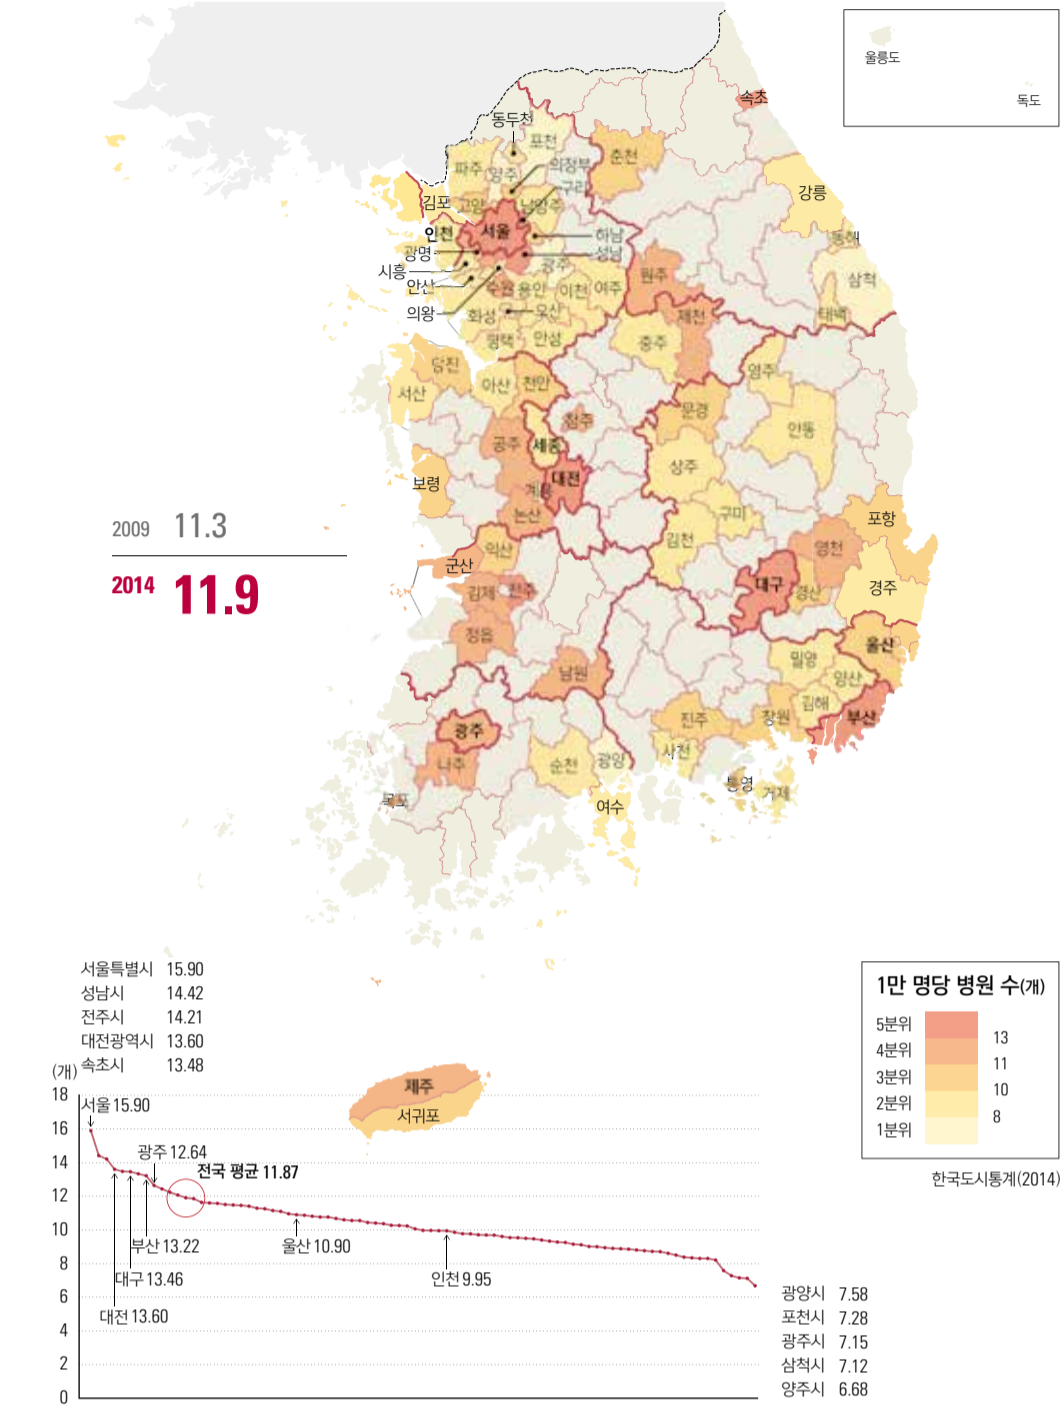 울릉도
독도
속초
동두천
포천
춘천
파주
양주
의정부
구리
강릉
김포
고양
남양주
인천
서울
하남
동해
광명
성남
시흥
광주
삼척
안산
수원
용인
이천
여주
원주
의왕
화성
오산
제천
태백
평택
안성
충주
당진
영주
서산
아산
천안
문경
청주
안동
공주
세종
상주
보령
계룡
대전
논산
구미
포항
2009 11.3
김천
익산
영천
군산
2014 11.9
대구
경산
경주
김제
전주
정읍
울산
밀양
남원
양산
김해
진주
창원
부산
광주
사천
나주
순천
광양
통영
거제
목포
여수
서울특별시 15.90
성남시 14.42
전주시 14.21
대전광역시 13.60
속초시 13.48
제주
서귀포
1만 명당 병원 수(개)
5분위
13
4분위
11
3분위
10
2분위
8
1분위
한국도시통계(2014)
(개)
18
16
14
12
10
8
6
4
2
0
서울 15.90
광주 12.64
전국 평균 11.87
부산 13.22
울산 10.90
대구 13.46
인천 9.95
대전 13.60
광양시 7.58
포천시 7.28
광주시 7.15
삼척시 7.12
양주시 6.68